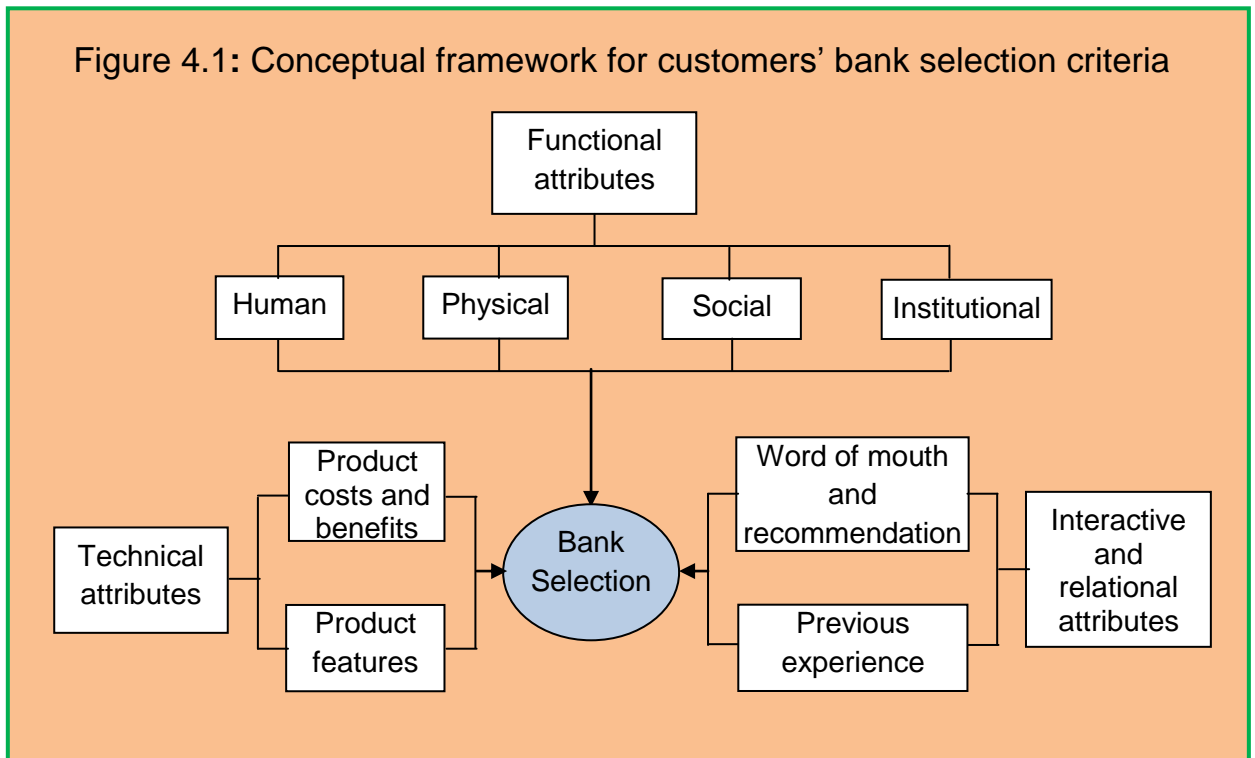 Figure 4.1: Conceptual framework for customers’ bank selection criteria
Functional
attributes
Human
Physical
Social
Institutional
Product
costs and
benefits
Word of mouth
and
recommendation
Technical
attributes
Bank
Selection
Interactive
and
relational
attributes
Product
features
Previous
experience